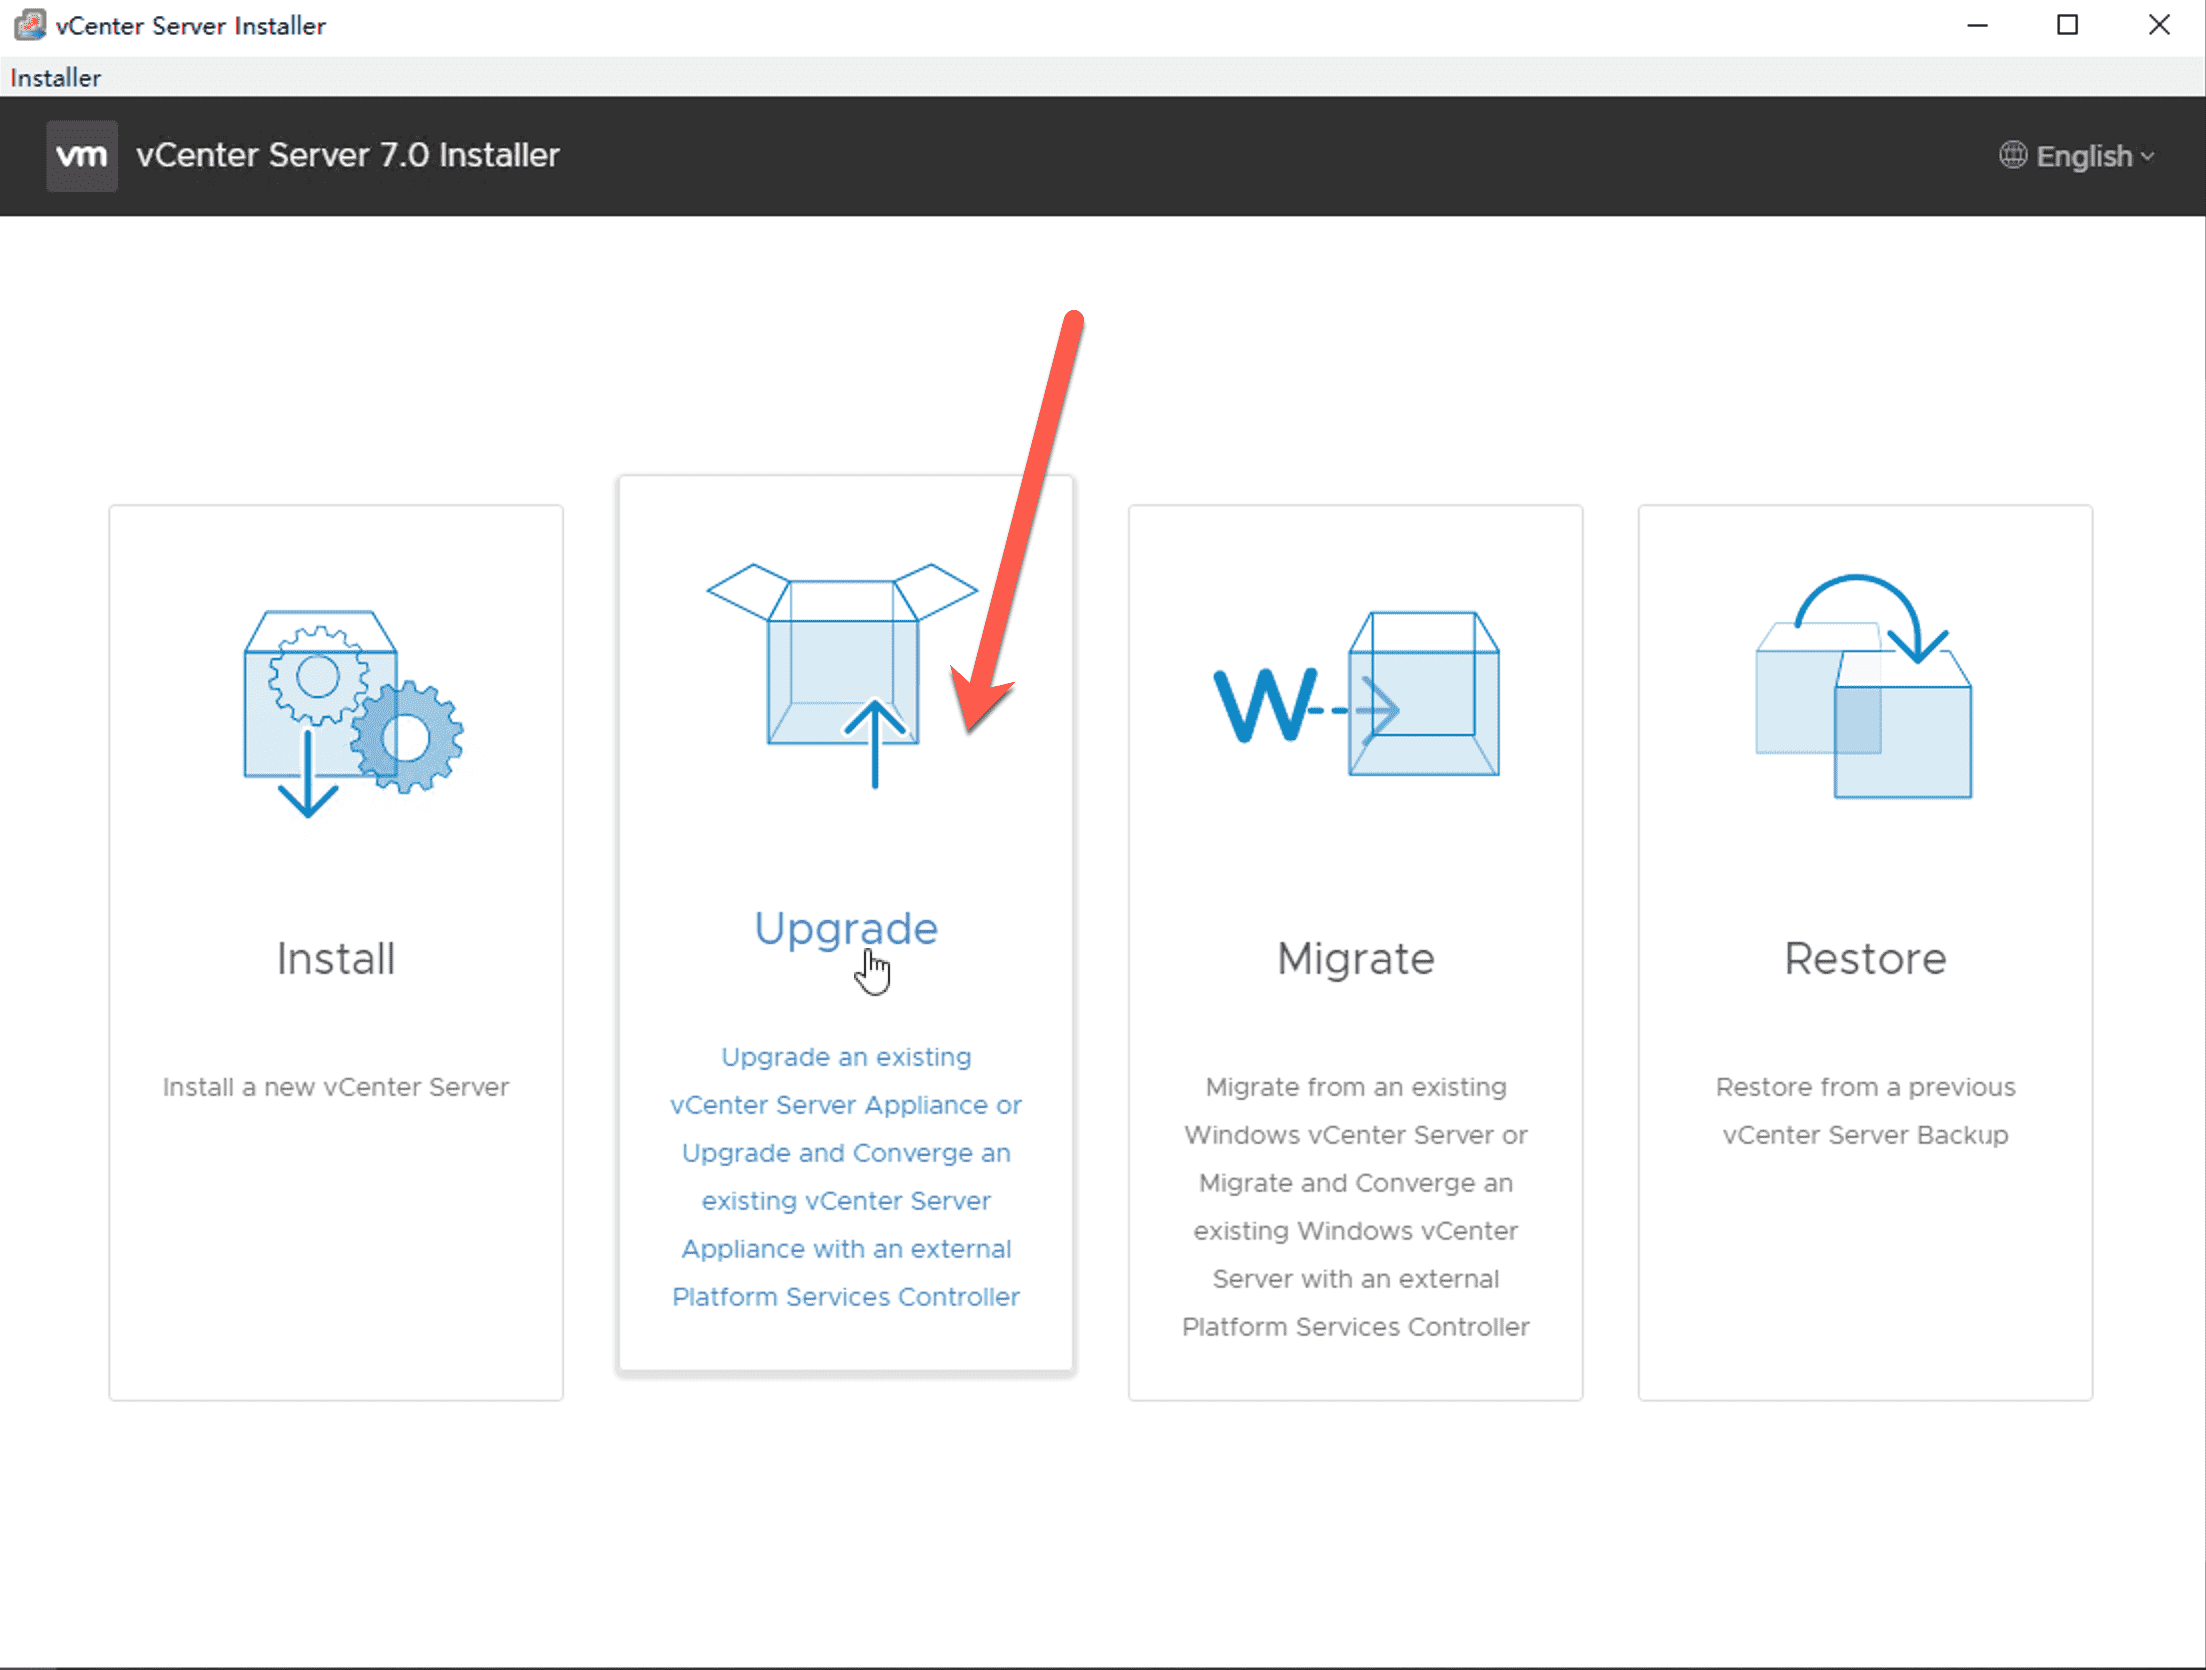 vCenter Server Installer
Installer
vm vCenter Server 7.0 Installer
English
Install
Install a new vCenter Server
Upgrade
Upgrade an existing
vCenter Server Appliance or
Upgrade and Converge an
existing vCenter Server
Appliance with an external
Platform Services Controller
W
Migrate
Migrate from an existing
Windows vCenter Server or
Migrate and Converge an
existing Windows vCenter
Server with an external
Platform Services Controller
Restore
Restore from a previous
vCenter Server Backup